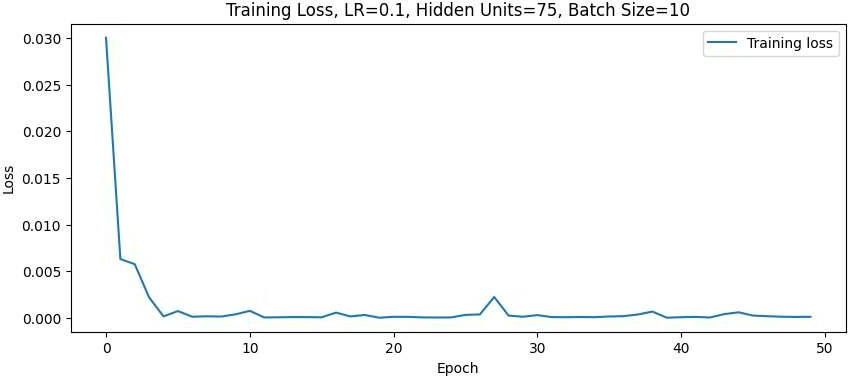 Training Loss, LR=0.1, Hidden Units=75, Batch Size=10
Training loss
0.030
0.025
0.020
0.015
0.010
0.005
0.000
Loss
0 10 20 30 40 50
Epoch